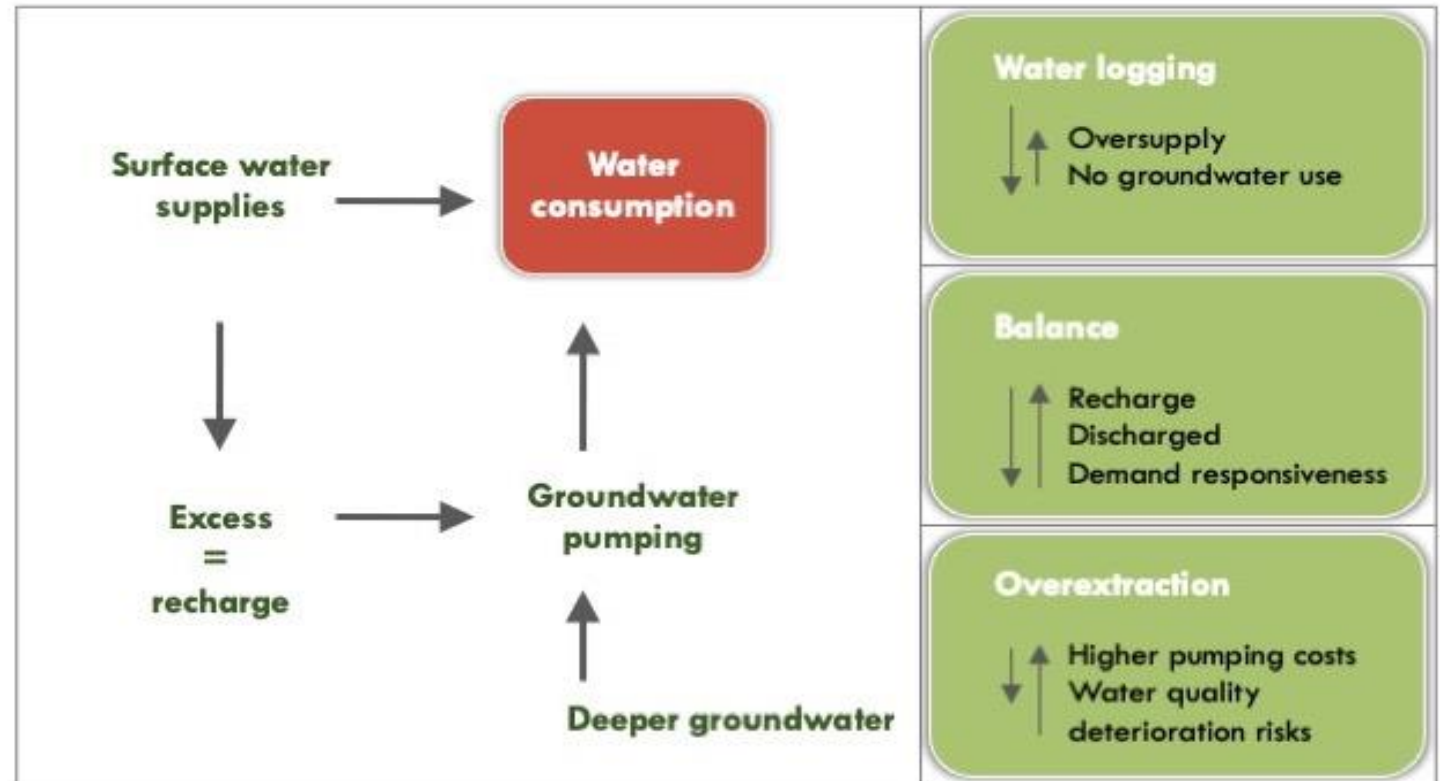 Surface water
supplies
Water
consumption
Excess
=
recharge
Groundwater
pumping
Deeper groundwater
Water logging
Oversupply
No groundwater use
Balance
Recharge
Discharged
Demand responsiveness
Overextraction
Higher pumping costs
Water quality
deterioration risks